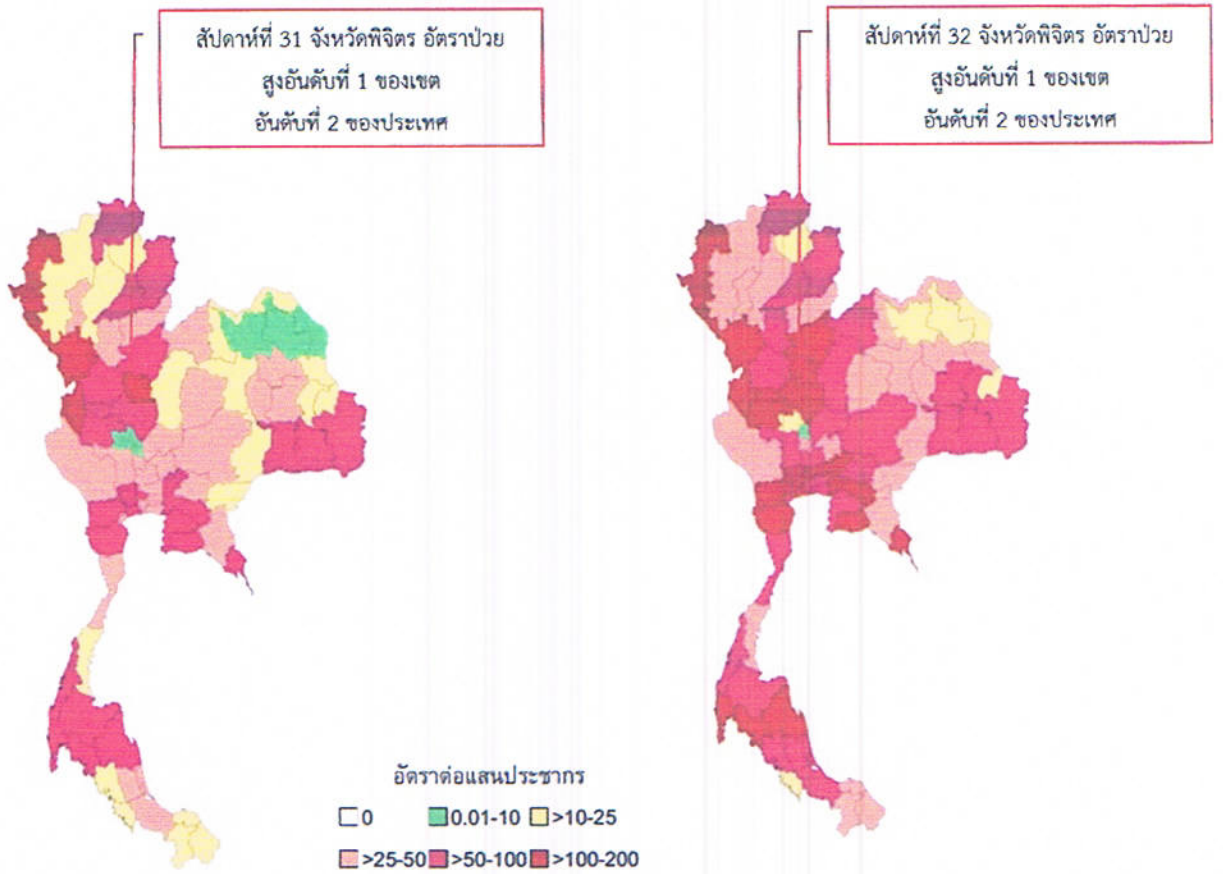 สัปดาห์ที่ 31 จังหวัดพิจิตร อัตราป่วย
สูงอันดับที่ 1 ของเขต
อันดับที่ 2 ของประเทศ
สัปดาห์ที่ 32 จังหวัดพิจิตร อัตราป่วย
สูงอันดับที่ 1 ของเขต
อันดับที่ 2 ของประเทศ
อัตราต่อแสนประชากร
0 0.01-10 >10-25
>25-50 >50-100 >100-200